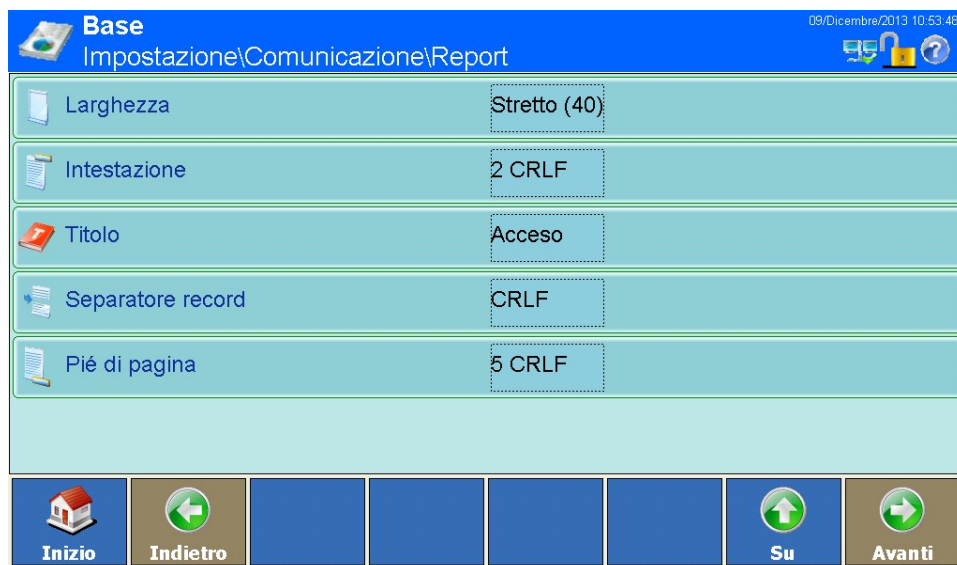 Base
09/Dicembre/2013 10:53:48
Impostazione\Comunicazione\Report
Larghezza Stretto (40)
Intestazione 2 CRLF
Titolo Acceso
Separatore record CRLF
Pié di pagina 5 CRLF
Inizio Indietro Su Avanti